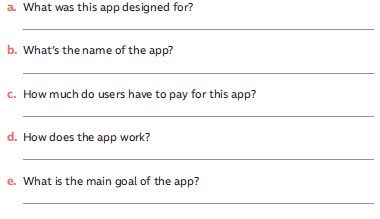 a. What was this app designed for?
b. What's the name of the app?
c. How much do users have to pay for this app?
d. How does the app work?
e. What is the main goal of the app?